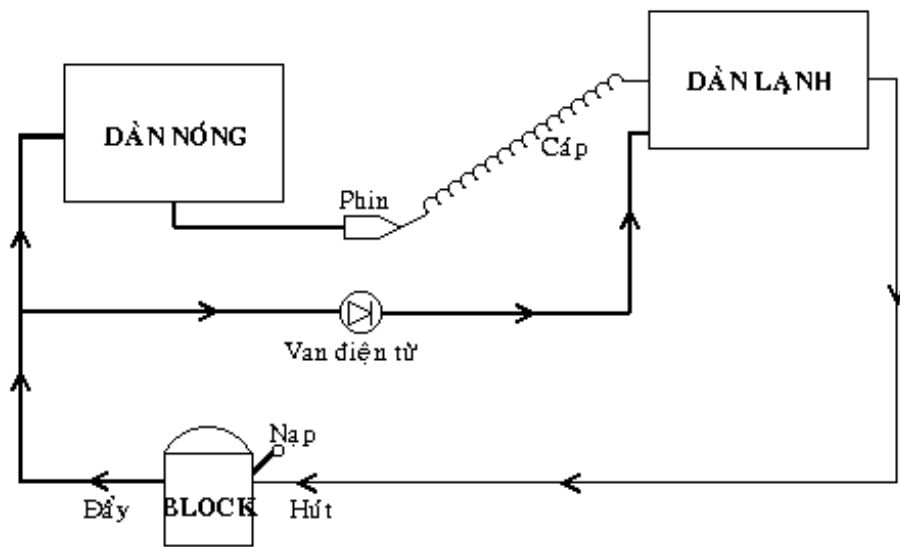 DÀN LẠNH
DÀN NÓNG
Cáp
Phin
Van điện từ
Nạp
Đẩy
BLOCK
Hút